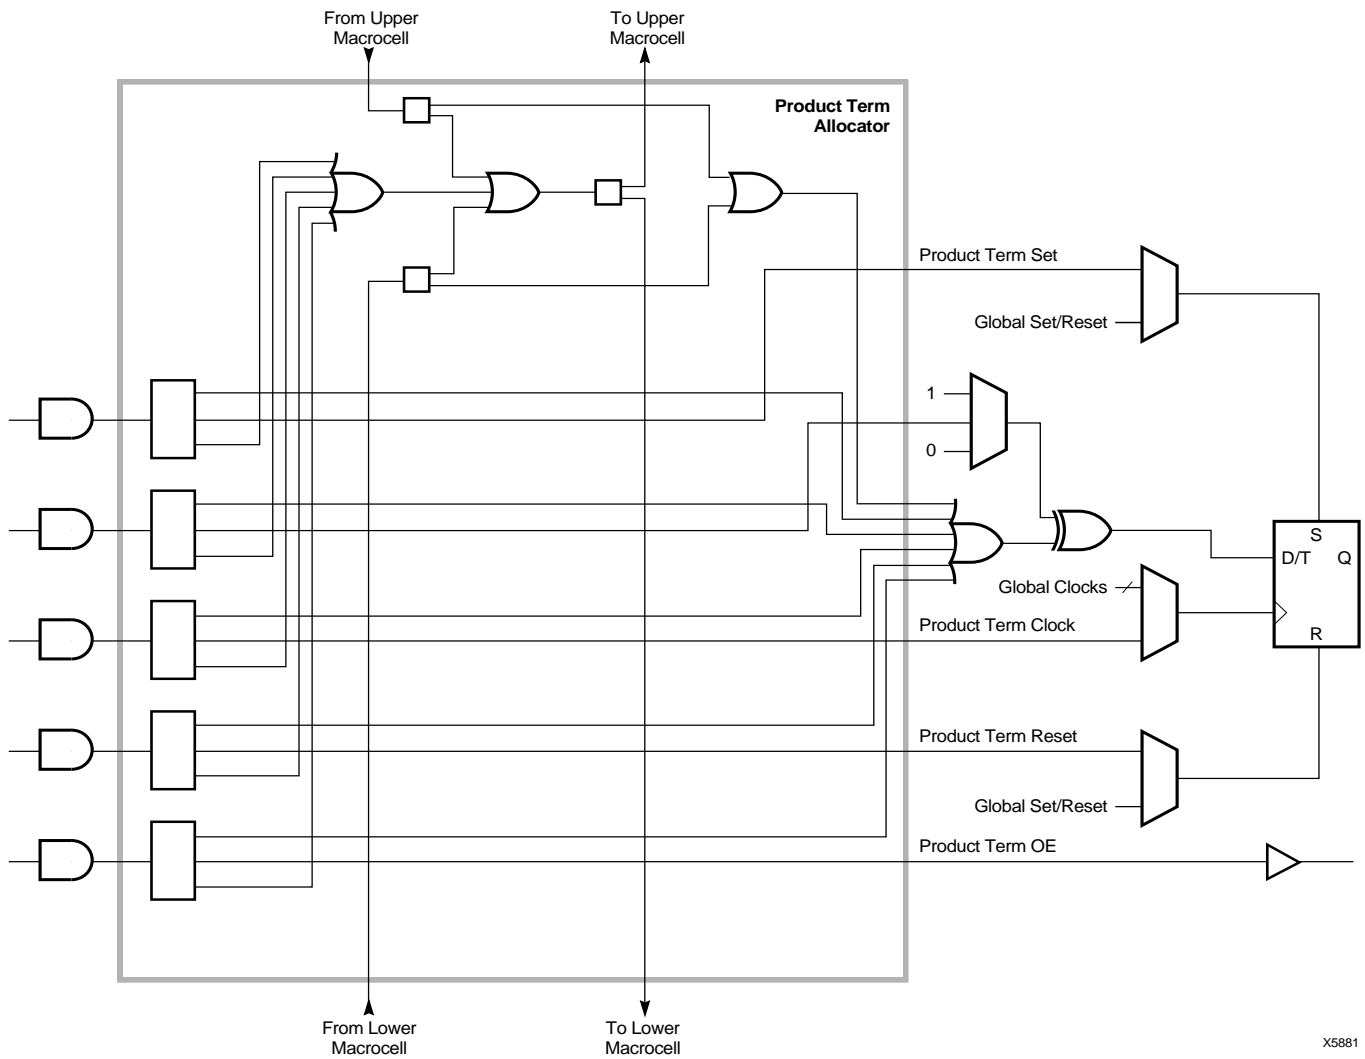 From Upper
Macrocell
To Upper
Macrocell
Product Term
Allocator
Product Term Set
Global Set/Reset
1
0
S
D/T Q
Global Clocks
Product Term Clock
R
Product Term Reset
Global Set/Reset
Product Term OE
From Lower
Macrocell
To Lower
Macrocell
X5881